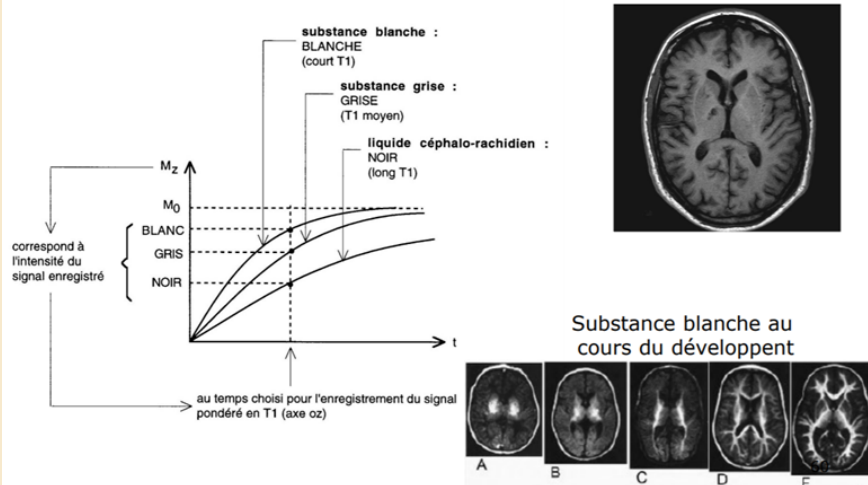 substance blanche :
BLANCHE
(court T1)
substance grise :
GRISE
(T1 moyen)
liquide céphalo-rachidien :
NOIR
(long T1)
Mz
M0
BLANC
GRIS
NOIR
correspond à
l'intensité du
signal enregistré
t
au temps choisi pour l'enregistrement du signal
pondéré en T1 (axe oz)
Substance blanche au
cours du développent
A
B
C
D